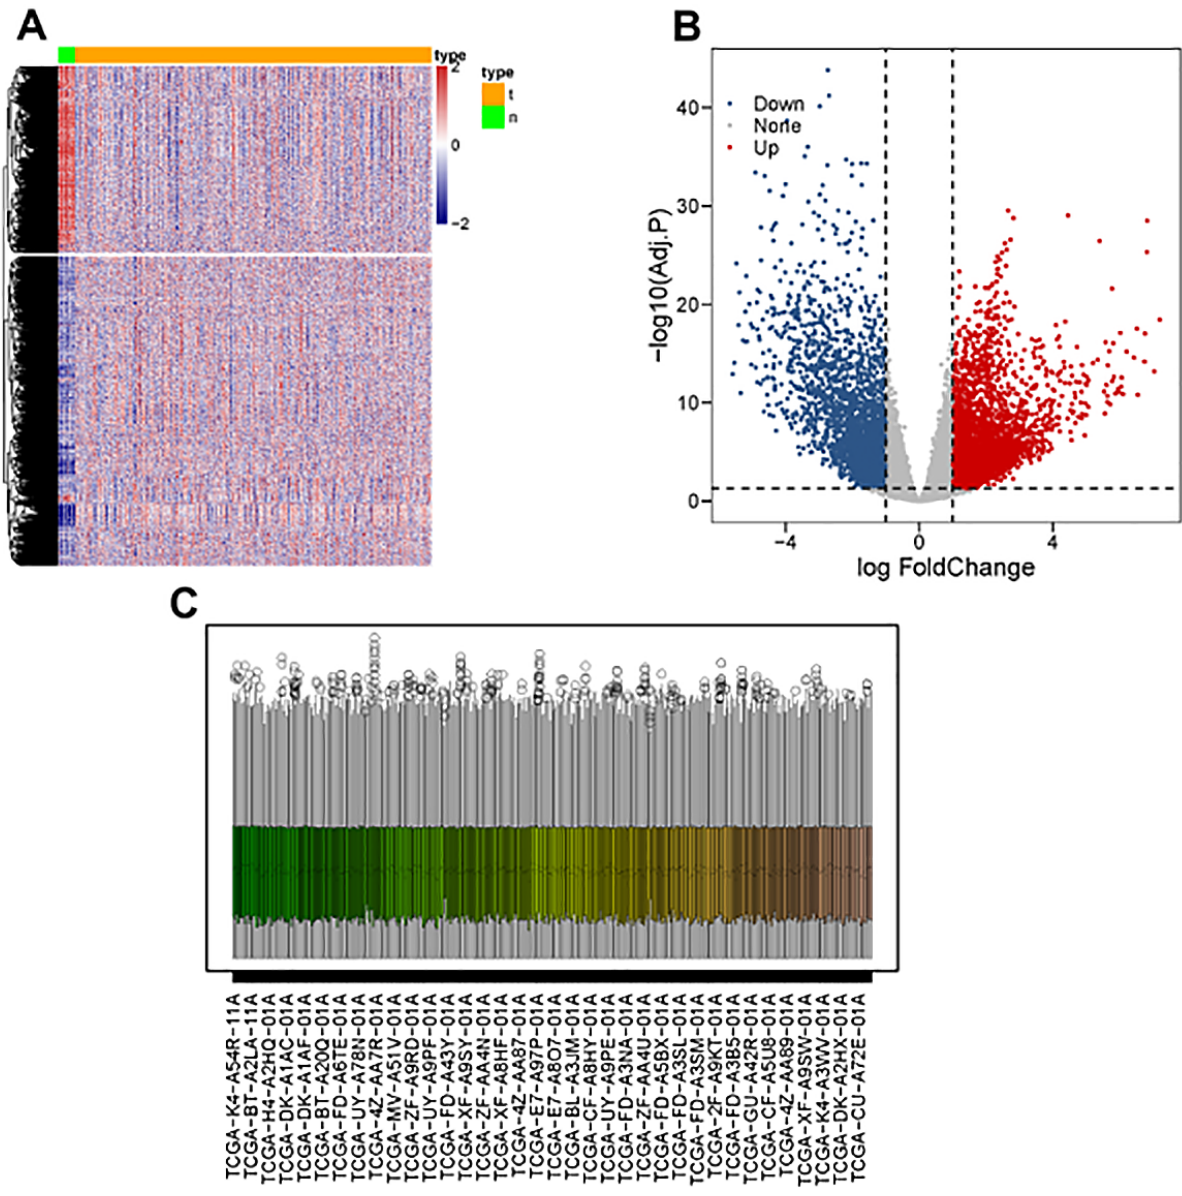 A
type
2
0
−2
type
t
n
B
Down
None
Up
40
30
20
10
0
−log10(Adj.P)
−4
0
4
log FoldChange
C
TCGA-K4-A54R-11A
TCGA-BT-A2LA-11A
TCGA-H4-A2HQ-01A
TCGA-DK-A1AC-01A
TCGA-DK-A1AF-01A
TCGA-BT-A20Q-01A
TCGA-FD-A6TE-01A
TCGA-UY-A78N-01A
TCGA-4Z-AA7R-01A
TCGA-MV-A51V-01A
TCGA-ZF-A9RD-01A
TCGA-UY-A9PF-01A
TCGA-FD-A43Y-01A
TCGA-XF-A9SY-01A
TCGA-ZF-AA4N-01A
TCGA-XF-A8HF-01A
TCGA-4Z-AA87-01A
TCGA-E7-A97P-01A
TCGA-E7-A8O7-01A
TCGA-BL-A3JM-01A
TCGA-CF-A8HY-01A
TCGA-UY-A9PE-01A
TCGA-FD-A3NA-01A
TCGA-ZF-AA4U-01A
TCGA-FD-A5BX-01A
TCGA-FD-A3SL-01A
TCGA-FD-A3SM-01A
TCGA-2F-A9KT-01A
TCGA-FD-A3B5-01A
TCGA-GU-A42R-01A
TCGA-CF-A5U8-01A
TCGA-4Z-AA89-01A
TCGA-XF-A9SW-01A
TCGA-K4-A3WV-01A
TCGA-DK-A2HX-01A
TCGA-CU-A72E-01A